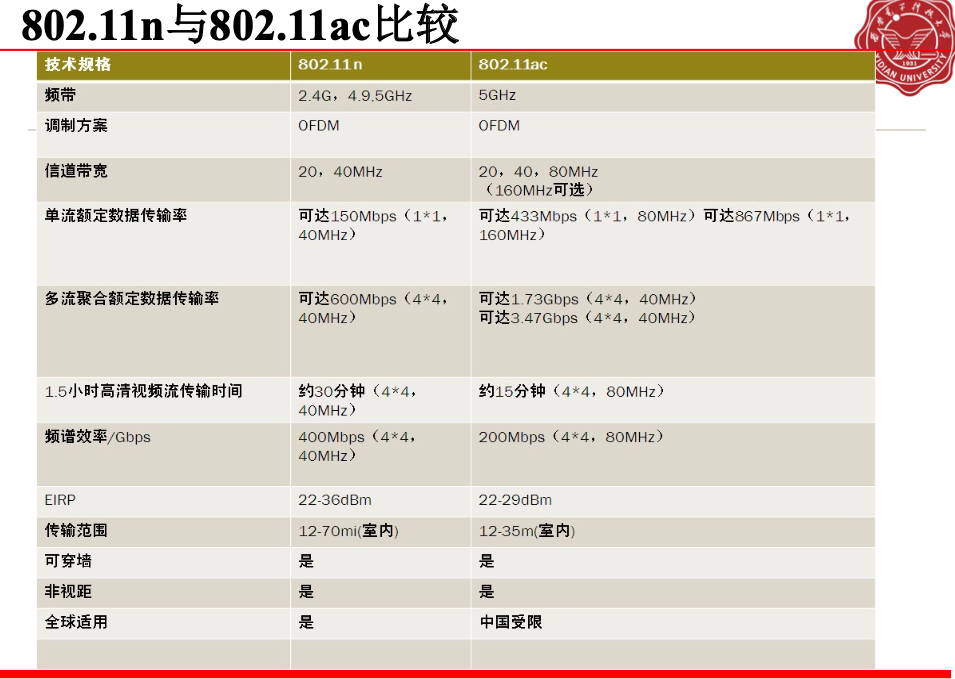 802.11n与802.11ac比较
技术规格 802.11n 802.11ac
频带 2.4G，4.9,5GHz 5GHz
调制方案 OFDM OFDM
信道带宽 20，40MHz 20，40，80MHz
（160MHz可选）
单流额定数据传输率 可达150Mbps（1*1， 可达433Mbps（1*1，80MHz）可达867Mbps（1*1，
40MHz） 160MHz）
多流聚合额定数据传输率 可达600Mbps（4*4， 可达1.73Gbps（4*4，40MHz）
40MHz） 可达3.47Gbps（4*4，40MHz）
1.5小时高清视频流传输时间 约30分钟（4*4， 约15分钟（4*4，80MHz）
40MHz）
频谱效率/Gbps 400Mbps（4*4， 200Mbps（4*4，80MHz）
40MHz）
EIRP 22-36dBm 22-29dBm
传输范围 12-70mi(室内) 12-35m(室内)
可穿墙 是 是
非视距 是 是
全球适用 是 中国受限
1931
XIDIAN UNIVERSITY